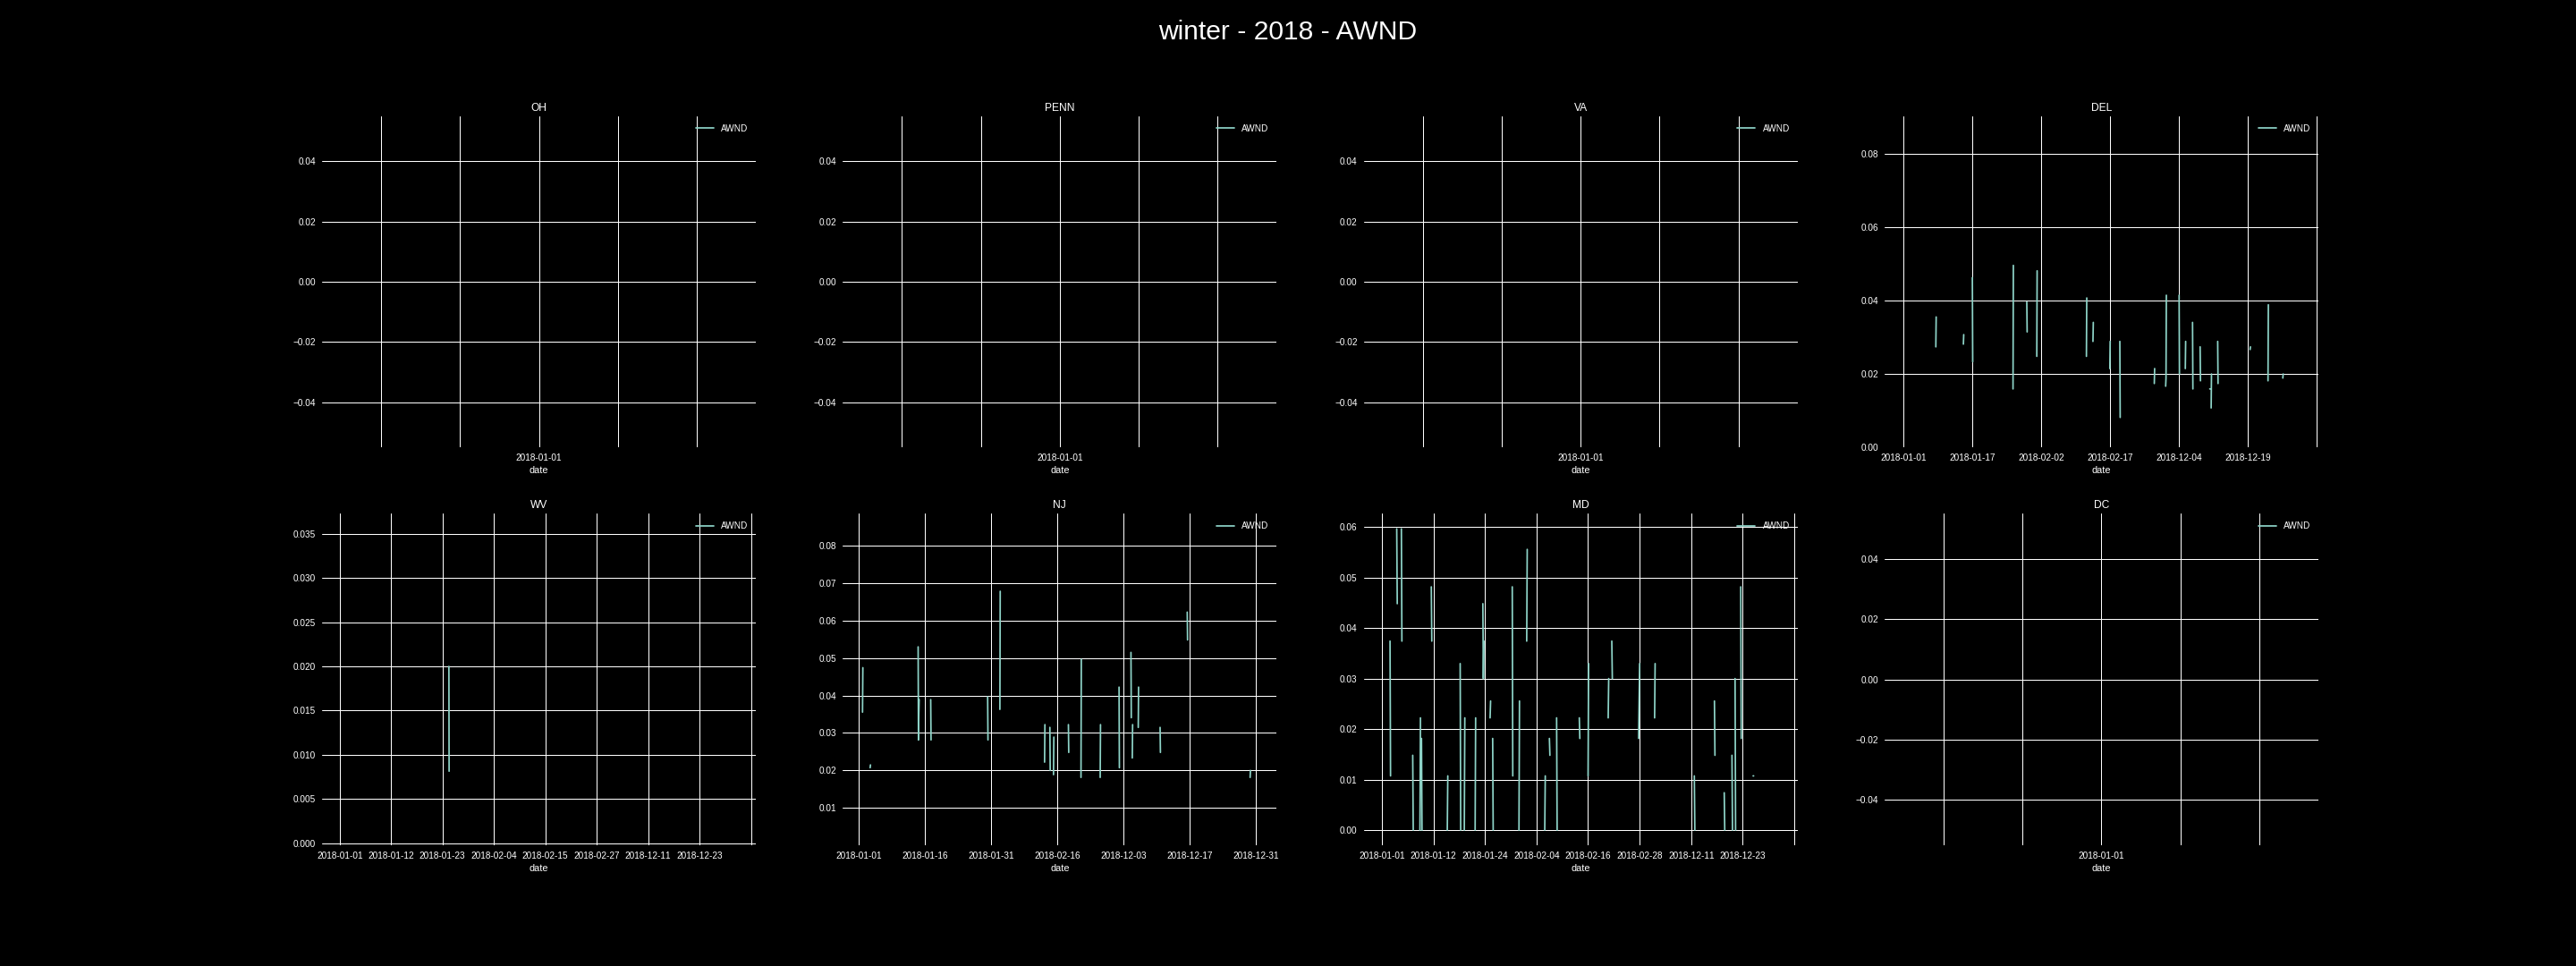 winter - 2018 - AWND
OH
AWND
0.04
0.02
0.00
−0.02
−0.04
2018-01-01
date
PENN
AWND
0.04
0.02
0.00
−0.02
−0.04
2018-01-01
date
VA
AWND
0.04
0.02
0.00
−0.02
−0.04
2018-01-01
date
DEL
AWND
0.08
0.06
0.04
0.02
0.00
2018-01-01 2018-01-17 2018-02-02 2018-02-17 2018-12-04 2018-12-19
date
WV
AWND
0.035
0.030
0.025
0.020
0.015
0.010
0.005
0.000
2018-01-01 2018-01-12 2018-01-23 2018-02-04 2018-02-15 2018-02-27 2018-12-11 2018-12-23
date
NJ
AWND
0.08
0.07
0.06
0.05
0.04
0.03
0.02
0.01
2018-01-01 2018-01-16 2018-01-31 2018-02-16 2018-12-03 2018-12-17 2018-12-31
date
MD
AWND
0.06
0.05
0.04
0.03
0.02
0.01
0.00
2018-01-01 2018-01-12 2018-01-24 2018-02-04 2018-02-16 2018-02-28 2018-12-11 2018-12-23
date
DC
AWND
0.04
0.02
0.00
−0.02
−0.04
2018-01-01
date